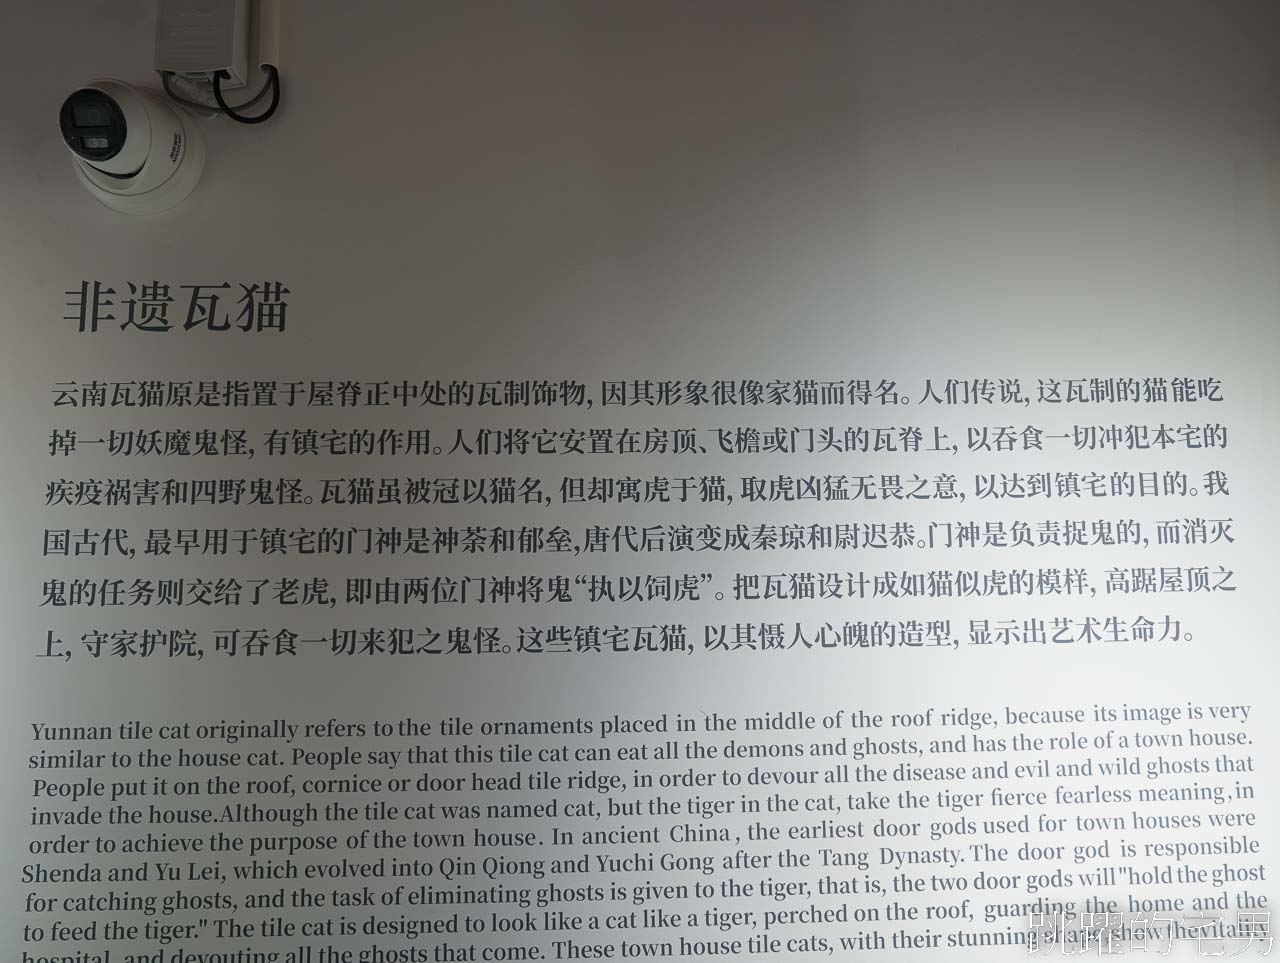 非遗瓦猫
云南瓦猫原是指置于屋脊正中处的瓦制饰物，因其形象很像家猫而得名。人们传说，这瓦制的猫能吃
掉一切妖魔鬼怪，有镇宅的作用。人们将它安置在房顶、飞檐或门头的瓦脊上，以吞食一切冲犯本宅的
疾疫祸害和四野鬼怪。瓦猫虽被冠以猫名，但却寓虎于猫，取虎凶猛无畏之意，以达到镇宅的目的。我
国古代，最早用于镇宅的门神是神荼和郁垒，唐代后演变成秦琼和尉迟恭。门神是负责捉鬼的，而消灭
鬼的任务则交给了老虎，即由两位门神将鬼“执以饲虎”。把瓦猫设计成如猫似虎的模样，高踞屋顶之
上，守家护院，可吞食一切来犯之鬼怪。这些镇宅瓦猫，以其慑人心魄的造型，显示出艺术生命力。
Yunnan tile cat originally refers to the tile ornaments placed in the middle of the roof ridge, because its image is very
similar to the house cat. People say that this tile cat can eat all the demons and ghosts, and has the role of a town house.
People put it on the roof, cornice or door head tile ridge, in order to devour all the disease and evil and wild ghosts that
invade the house.Although the tile cat was named cat, but the tiger in the cat, take the tiger fierce fearless meaning,in
order to achieve the purpose of the town house. In ancient China, the earliest door gods used for town houses were
Shenda and Yu Lei, which evolved into Qin Qiong and Yuchi Gong after the Tang Dynasty. The door god is responsible
for catching ghosts, and the task of eliminating ghosts is given to the tiger, that is, the two door gods will "hold the ghost
to feed the tiger." The tile cat is designed to look like a cat like a tiger, perched on the roof, guarding the home and the
hospital, and devouring all the ghosts that come. These town house tile cats, with their stunning shape, show the vitality
跳躍的宅男